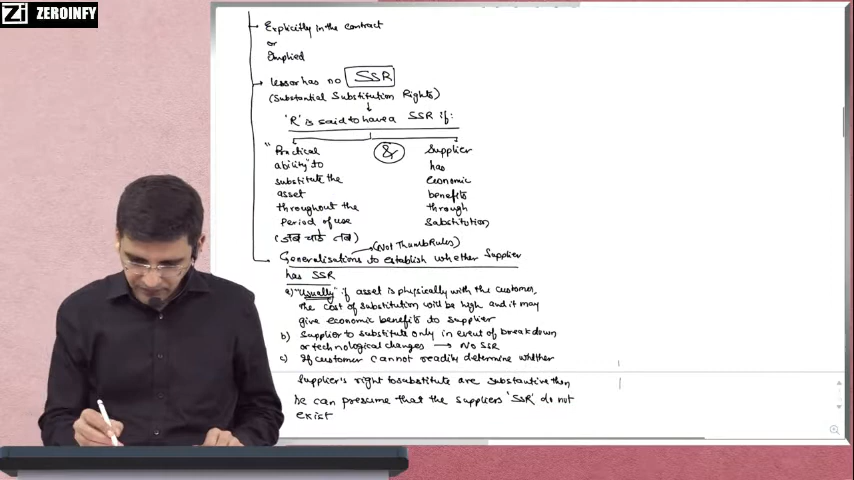 Zi ZEROINFY
Explicitly in the contract
or
Implied
lessor has no SSR
(Substantial Substitution Rights)
'R' is said to have a SSR if:
"Practical
ability" to
substitute the
asset
throughout the
Period of use
(जब चाहे तब)
&
Supplier
has
economic
benefits
through
Substitution
(Not Thumb Rules)
Generalisations to establish whether Supplier
has SSR
a) "Usually" if asset is physically with the customer,
the cost of substitution will be high and it may
give economic benefits to supplier
b) Supplier to substitute only in event of breakdown
or technological changes → No SSR
c) If customer cannot readily determine whether
Supplier's right to substitute are substantive then
he can presume that the suppliers 'SSR' do not
exist